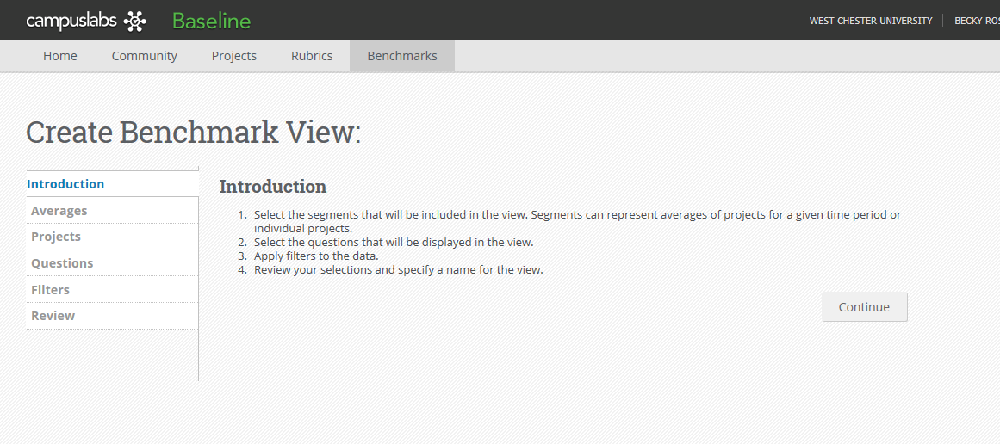 campuslabs Baseline
WEST CHESTER UNIVERSITY BECKY
Home Community Projects Rubrics Benchmarks
Create Benchmark View:
Introduction
Averages
Projects
Questions
Filters
Review
Introduction
1. Select the segments that will be included in the view. Segments can represent averages of projects for a given time period or
individual projects.
2. Select the questions that will be displayed in the view.
3. Apply filters to the data.
4. Review your selections and specify a name for the view.
Continue